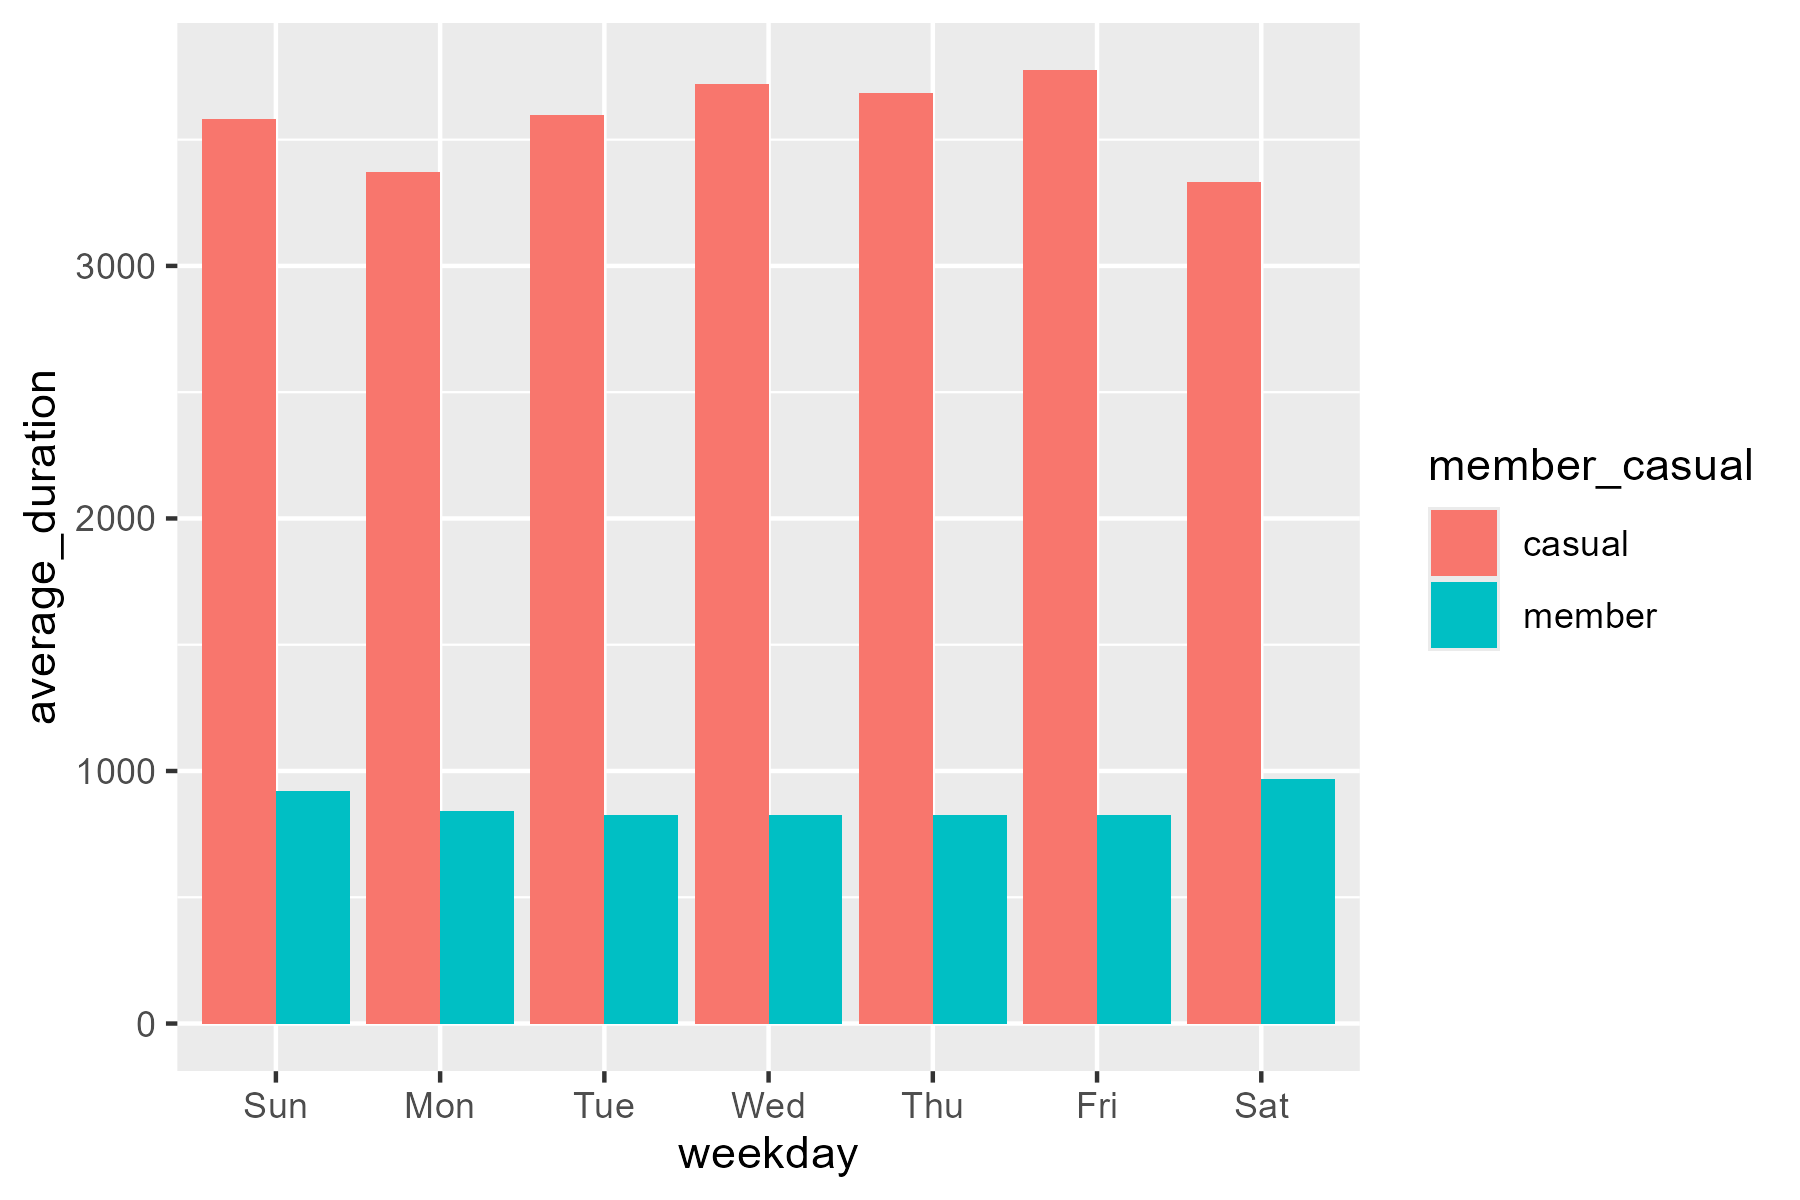 average_duration
3000
2000
1000
0
Sun Mon Tue Wed Thu Fri Sat
weekday
member_casual
casual
member